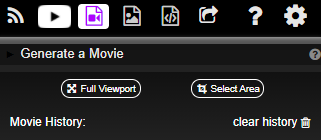 Generate a Movie
Full Viewport Select Area
Movie History: clear history